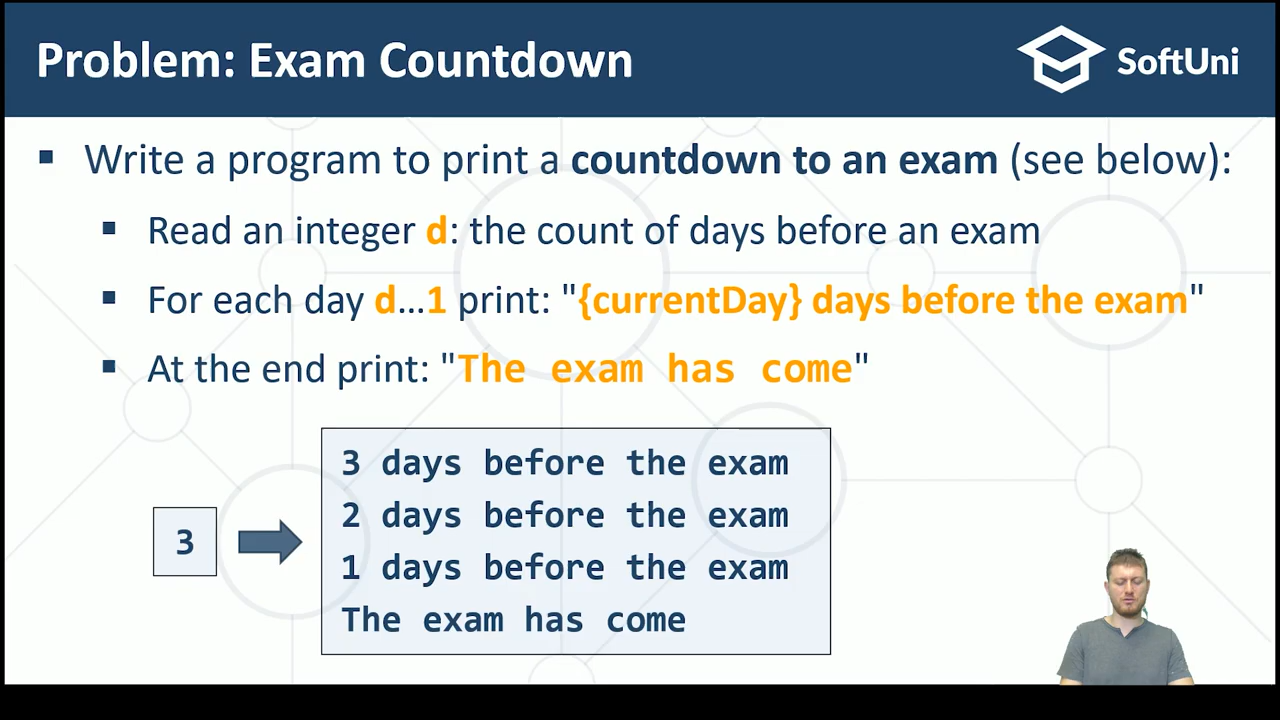 Problem: Exam Countdown
SoftUni
Write a program to print a countdown to an exam (see below):
Read an integer d: the count of days before an exam
For each day d…1 print: "{currentDay} days before the exam"
At the end print: "The exam has come"
3
3 days before the exam
2 days before the exam
1 days before the exam
The exam has come